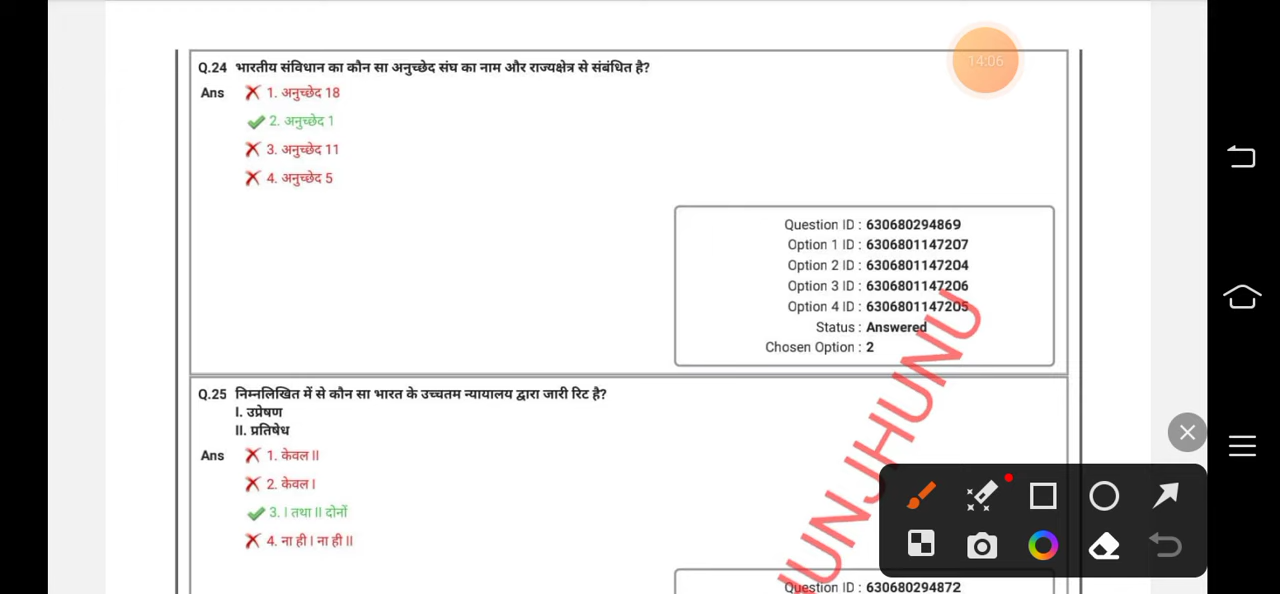 14:06
Q.24 भारतीय संविधान का कौन सा अनुच्छेद संघ का नाम और राज्यक्षेत्र से संबंधित है?
Ans 1. अनुच्छेद 18
2. अनुच्छेद 1
3. अनुच्छेद 11
4. अनुच्छेद 5
Question ID : 630680294869
Option 1 ID : 6306801147207
Option 2 ID : 6306801147204
Option 3 ID : 6306801147206
Option 4 ID : 6306801147205
Status : Answered
Chosen Option : 2
Q.25 निम्नलिखित में से कौन सा भारत के उच्चतम न्यायालय द्वारा जारी रिट है?
I. उप्रेषण
II. प्रतिषेध
Ans 1. केवल II
2. केवल I
3. I तथा II दोनों
4. ना ही I ना ही II
Question ID : 630680294872
HUNJHUNU